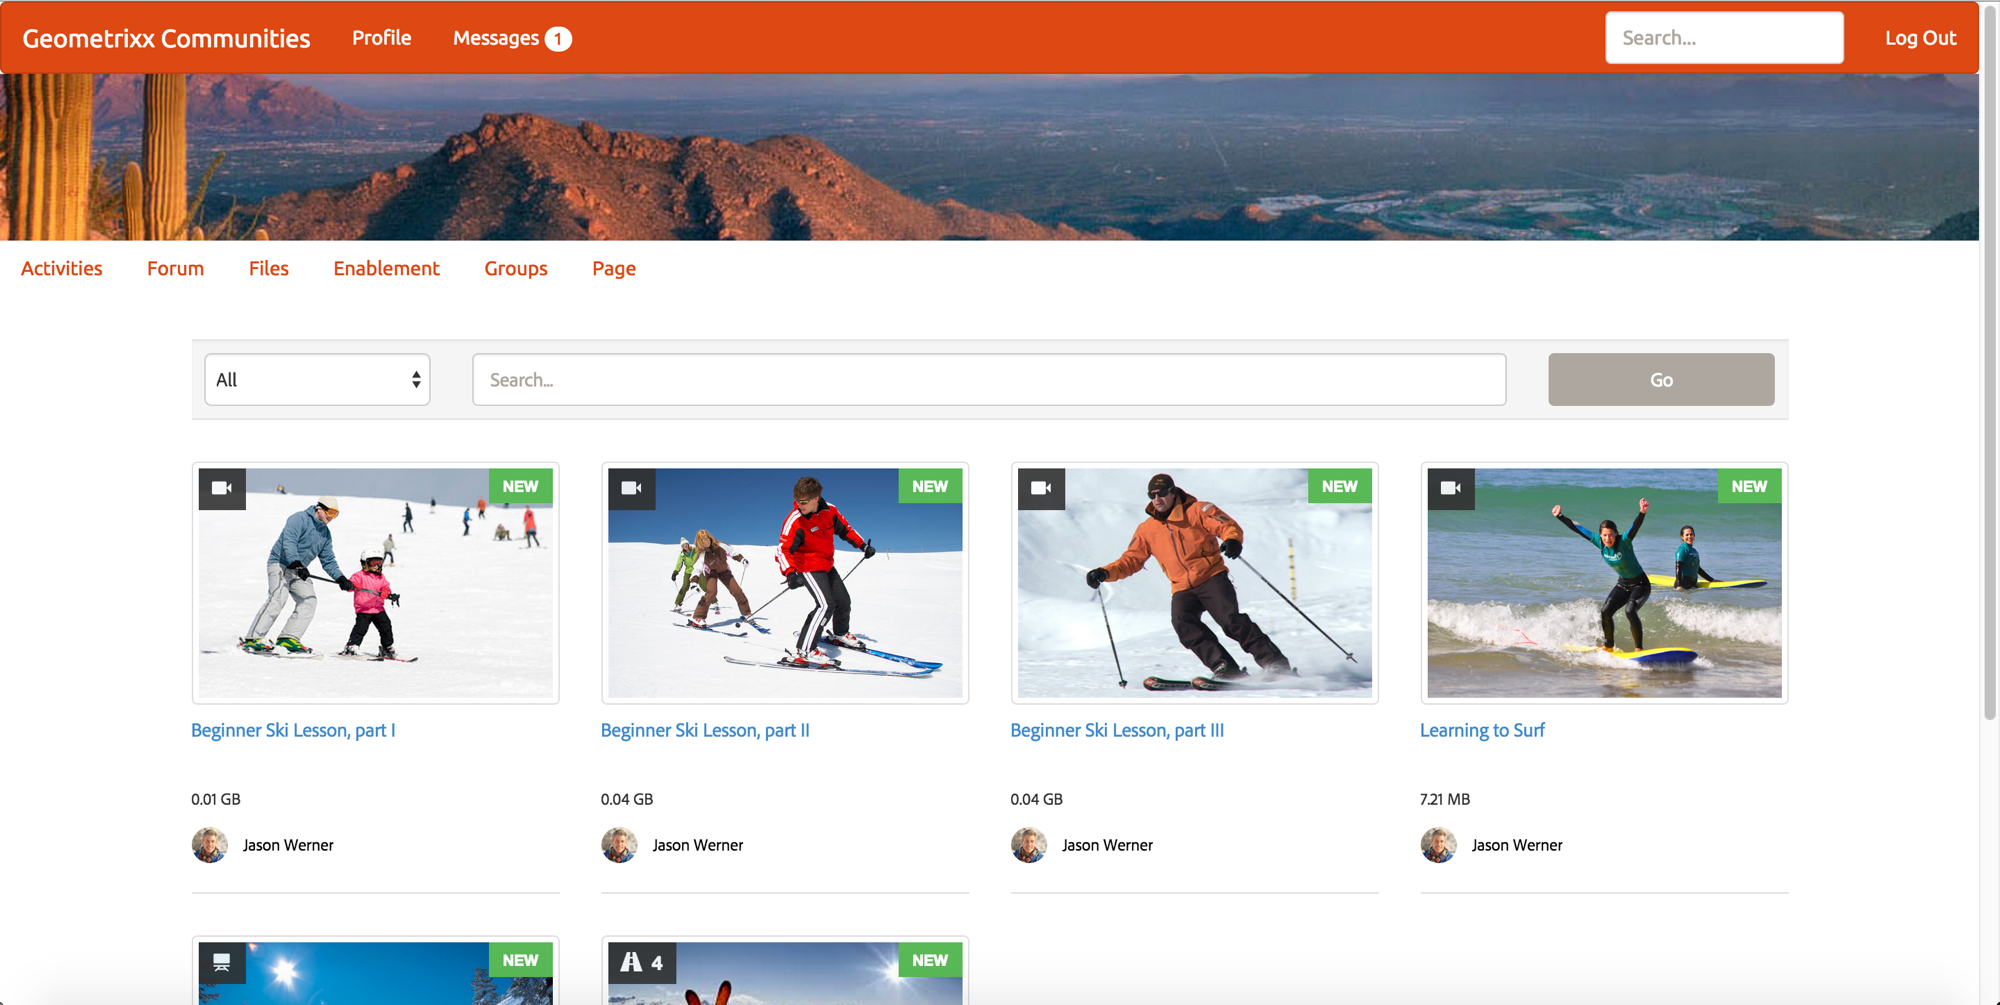 Geometrixx Communities Profile Messages 1 Search... Log Out
Activities Forum Files Enablement Groups Page
All Search... Go
NEW NEW NEW NEW
Beginner Ski Lesson, part I Beginner Ski Lesson, part II Beginner Ski Lesson, part III Learning to Surf
0.01 GB 0.04 GB 0.04 GB 7.21 MB
Jason Werner Jason Werner Jason Werner Jason Werner
NEW 4 NEW